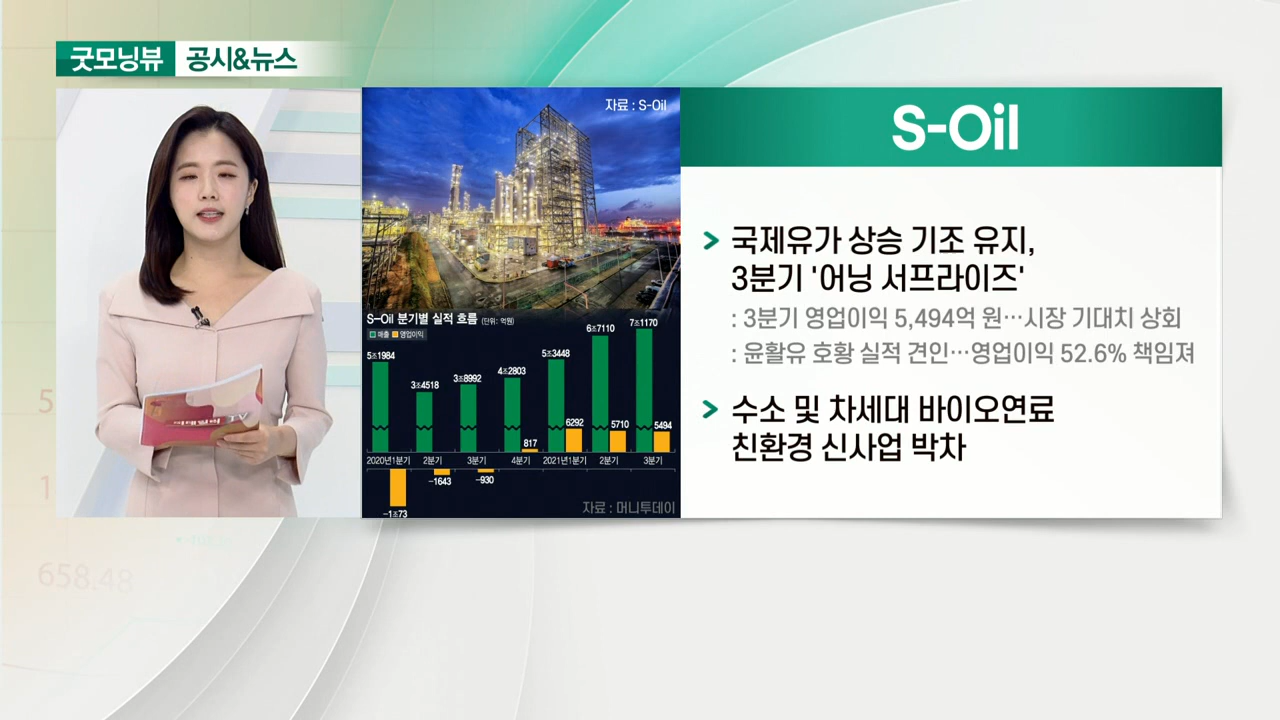 굿모닝뷰 공시&뉴스
자료 : S-Oil
S-Oil 분기별 실적 흐름 (단위: 억원)
매출 영업이익
5조1984
3조4518
3조8992
4조2803
5조3448
6조7110
7조1170
817
6292
5710
5494
2020년1분기 2분기 3분기 4분기 2021년1분기 2분기 3분기
-1조73
-1643
-930
자료 : 머니투데이
S-Oil
국제유가 상승 기조 유지,
3분기 '어닝 서프라이즈'
: 3분기 영업이익 5,494억 원…시장 기대치 상회
: 윤활유 호황 실적 견인…영업이익 52.6% 책임져
수소 및 차세대 바이오연료
친환경 신사업 박차
658.48